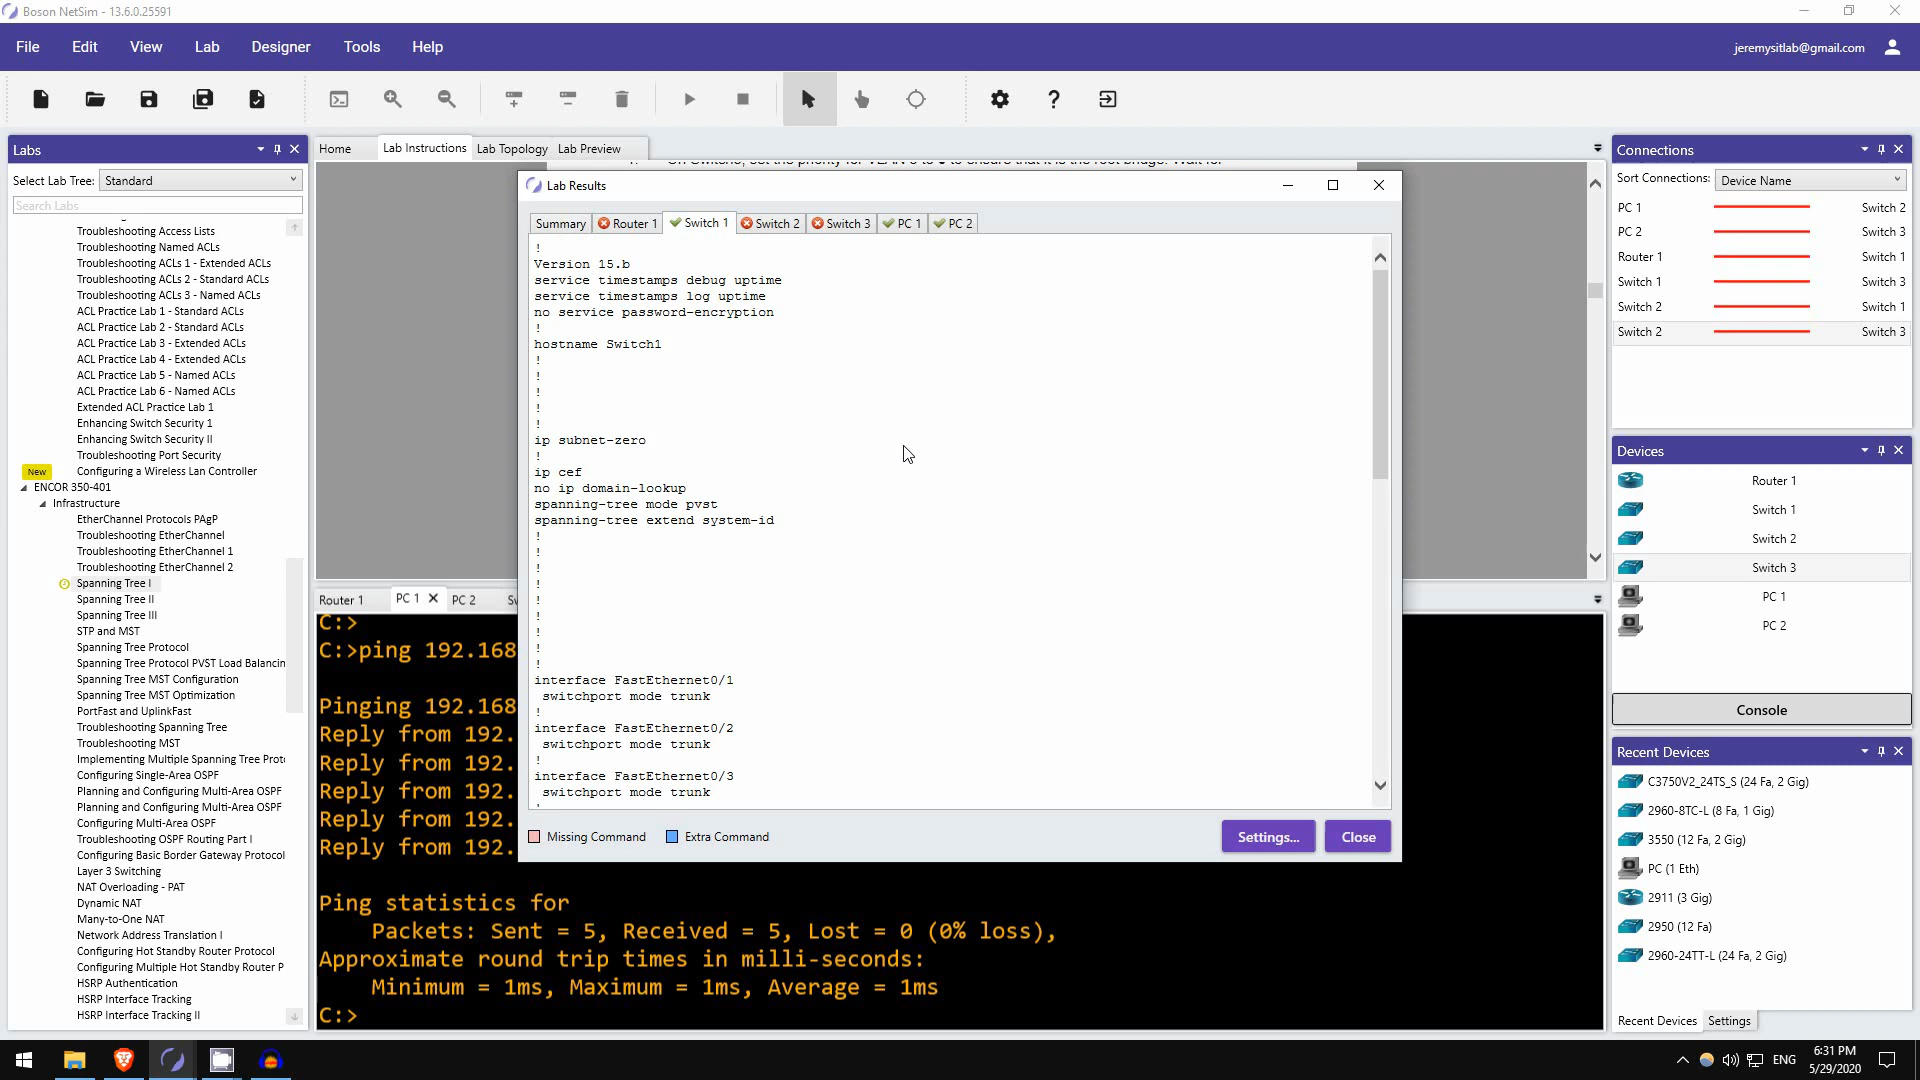 Boson NetSim - 13.6.0.25591
File
Edit
View
Lab
Designer
Tools
Help
jeremysitlab@gmail.com
Labs
Select Lab Tree:
Standard
Search Labs
Troubleshooting Access Lists
Troubleshooting Named ACLs
Troubleshooting ACLs 1 - Extended ACLs
Troubleshooting ACLs 2 - Standard ACLs
Troubleshooting ACLs 3 - Named ACLs
ACL Practice Lab 1 - Standard ACLs
ACL Practice Lab 2 - Standard ACLs
ACL Practice Lab 3 - Extended ACLs
ACL Practice Lab 4 - Extended ACLs
ACL Practice Lab 5 - Named ACLs
ACL Practice Lab 6 - Named ACLs
Extended ACL Practice Lab 1
Enhancing Switch Security 1
Enhancing Switch Security II
Troubleshooting Port Security
New
Configuring a Wireless Lan Controller
ENCOR 350-401
Infrastructure
EtherChannel Protocols PAgP
Troubleshooting EtherChannel
Troubleshooting EtherChannel 1
Troubleshooting EtherChannel 2
Spanning Tree I
Spanning Tree II
Spanning Tree III
STP and MST
Spanning Tree Protocol
Spanning Tree Protocol PVST Load Balancin
Spanning Tree MST Configuration
Spanning Tree MST Optimization
PortFast and UplinkFast
Troubleshooting Spanning Tree
Troubleshooting MST
Implementing Multiple Spanning Tree Proto
Configuring Single-Area OSPF
Planning and Configuring Multi-Area OSPF
Planning and Configuring Multi-Area OSPF
Configuring Multi-Area OSPF
Troubleshooting OSPF Routing Part I
Configuring Basic Border Gateway Protocol
Layer 3 Switching
NAT Overloading - PAT
Dynamic NAT
Many-to-One NAT
Network Address Translation I
Configuring Hot Standby Router Protocol
Configuring Multiple Hot Standby Router P
HSRP Authentication
HSRP Interface Tracking
HSRP Interface Tracking II
Home
Lab Instructions
Lab Topology
Lab Preview
Lab Results
Summary
Router 1
Switch 1
Switch 2
Switch 3
PC 1
PC 2
!
Version 15.b
service timestamps debug uptime
service timestamps log uptime
no service password-encryption
!
hostname Switch1
!
!
!
!
!
ip subnet-zero
!
ip cef
no ip domain-lookup
spanning-tree mode pvst
spanning-tree extend system-id
!
!
!
!
!
!
!
!
!
interface FastEthernet0/1
switchport mode trunk
!
interface FastEthernet0/2
switchport mode trunk
!
interface FastEthernet0/3
switchport mode trunk
Missing Command
Extra Command
Settings...
Close
Router 1
PC 1
PC 2
C:>
C:>ping 192.168
Pinging 192.168
Reply from 192.
Reply from 192.
Reply from 192.
Reply from 192.
Reply from 192.
Ping statistics for
Packets: Sent = 5, Received = 5, Lost = 0 (0% loss),
Approximate round trip times in milli-seconds:
Minimum = 1ms, Maximum = 1ms, Average = 1ms
C:>
Connections
Sort Connections:
Device Name
PC 1 Switch 2
PC 2 Switch 3
Router 1 Switch 1
Switch 1 Switch 3
Switch 2 Switch 1
Switch 2 Switch 3
Devices
Router 1
Switch 1
Switch 2
Switch 3
PC 1
PC 2
Console
Recent Devices
C3750V2_24TS_S (24 Fa, 2 Gig)
2960-8TC-L (8 Fa, 1 Gig)
3550 (12 Fa, 2 Gig)
PC (1 Eth)
2911 (3 Gig)
2950 (12 Fa)
2960-24TT-L (24 Fa, 2 Gig)
Recent Devices
Settings
ENG
6:31 PM
5/29/2020